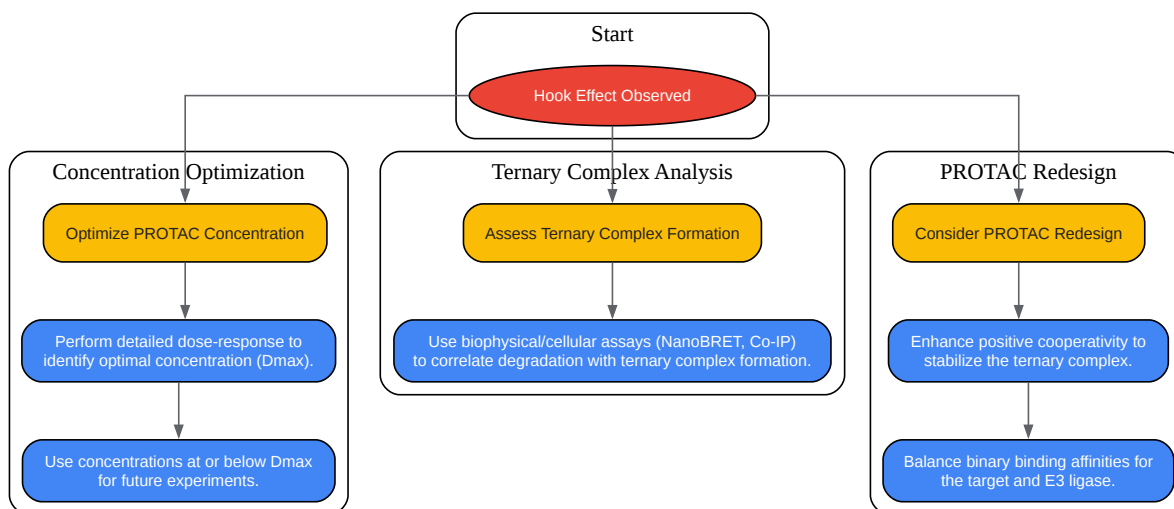 Start
Hook Effect Observed
Concentration Optimization
Optimize PROTAC Concentration
Perform detailed dose-response to
identify optimal concentration (Dmax).
Use concentrations at or below Dmax
for future experiments.
Ternary Complex Analysis
Assess Ternary Complex Formation
Use biophysical/cellular assays (NanoBRET, Co-IP)
to correlate degradation with ternary complex formation.
PROTAC Redesign
Consider PROTAC Redesign
Enhance positive cooperativity to
stabilize the ternary complex.
Balance binary binding affinities for
the target and E3 ligase.